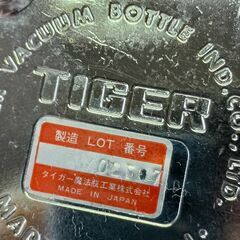 VACUUM BOTTLE IND. CO., LTD.
TIGER
製造 LOT 番号
タイガー魔法瓶工業株式会社
MADE IN JAPAN